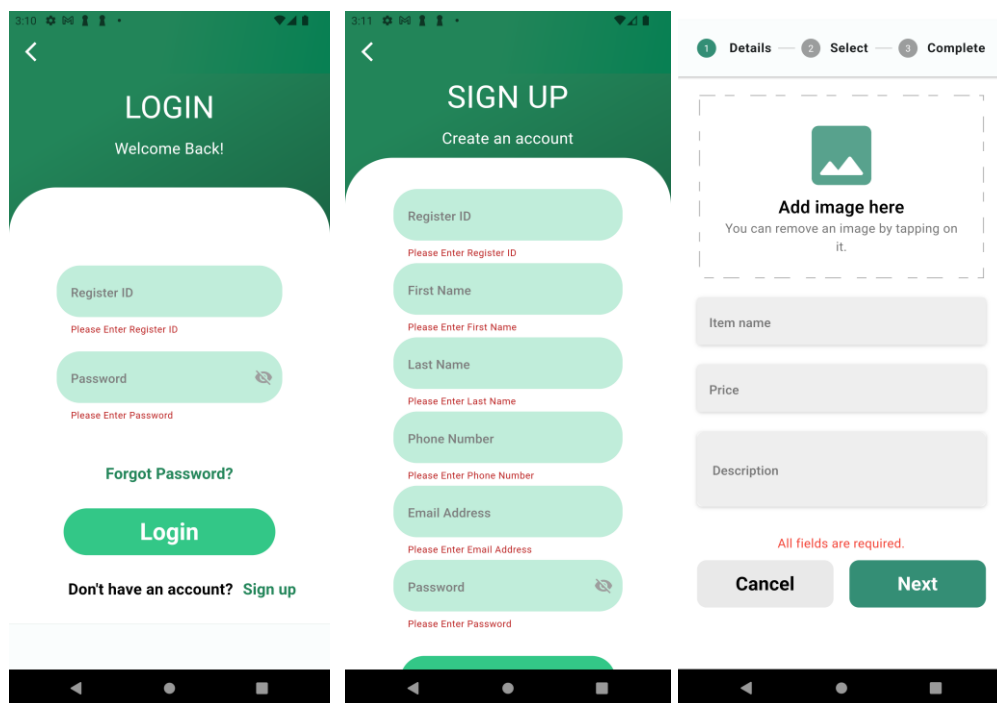 3:10
LOGIN
Welcome Back!
Register ID
Please Enter Register ID
Password
Please Enter Password
Forgot Password?
Login
Don't have an account? Sign up
3:11
SIGN UP
Create an account
Register ID
Please Enter Register ID
First Name
Please Enter First Name
Last Name
Please Enter Last Name
Phone Number
Please Enter Phone Number
Email Address
Please Enter Email Address
Password
Please Enter Password
1 Details 2 Select 3 Complete
Add image here
You can remove an image by tapping on
it.
Item name
Price
Description
All fields are required.
Cancel Next